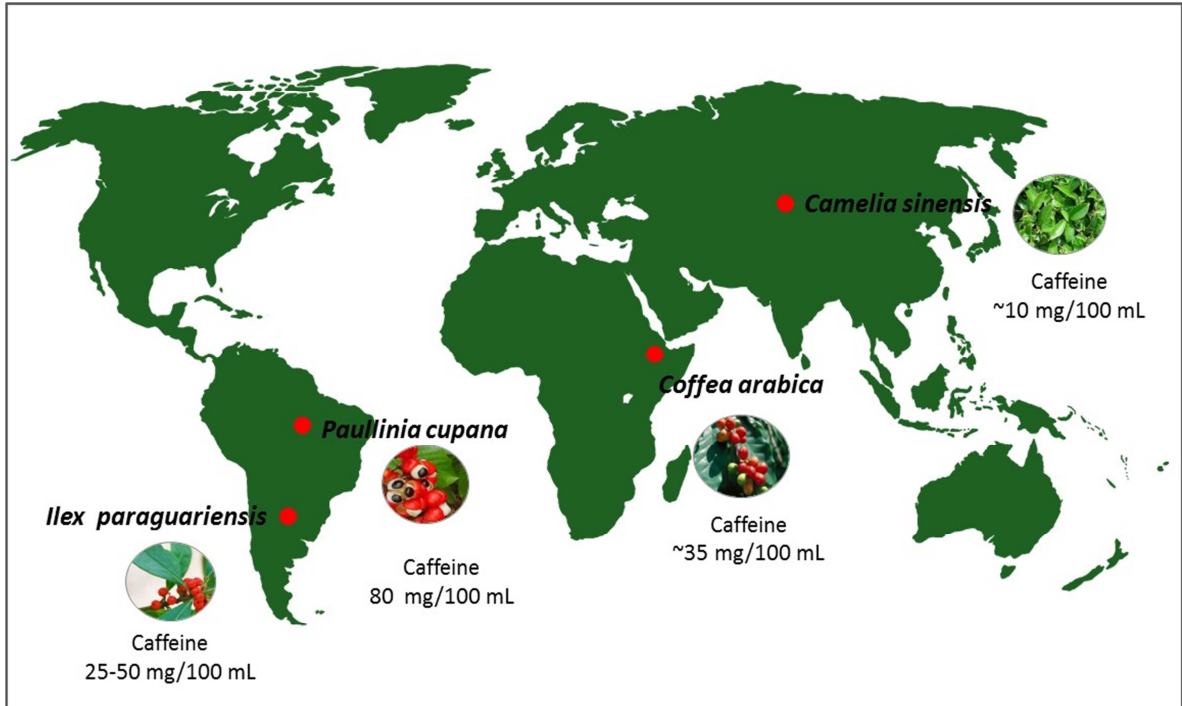 Camelia sinensis
Caffeine
~10 mg/100 mL
Coffea arabica
Caffeine
~35 mg/100 mL
Paullinia cupana
Caffeine
80 mg/100 mL
Ilex paraguariensis
Caffeine
25-50 mg/100 mL